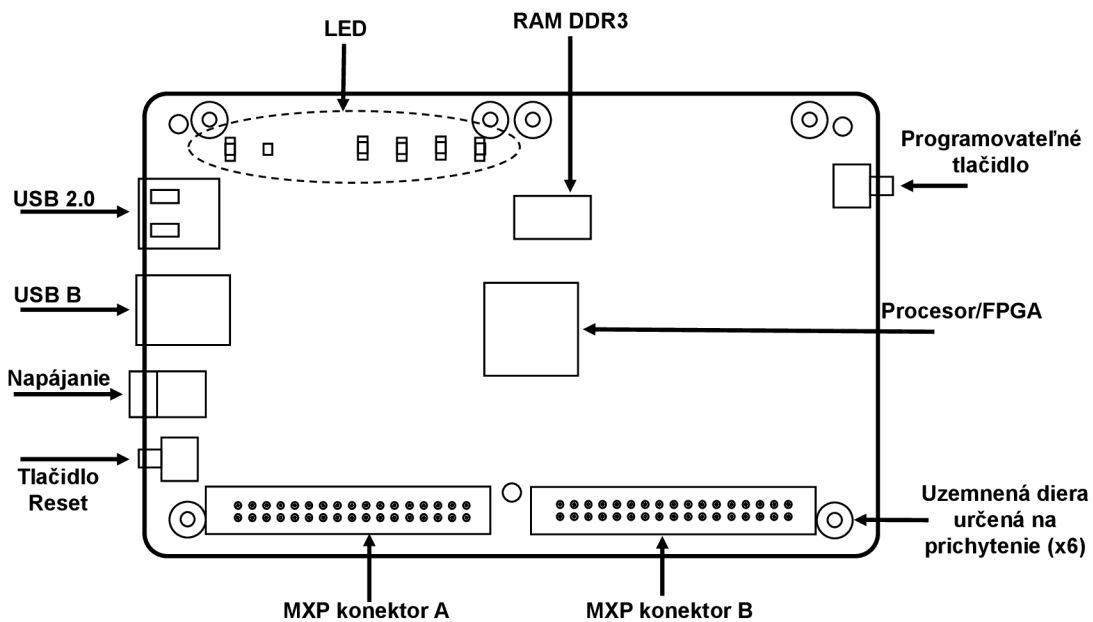 RAM DDR3
LED
Programovateľné
tlačidlo
USB 2.0
USB B
Procesor/FPGA
Napájanie
Tlačidlo
Reset
Uzemnená diera
určená na
prichytenie (x6)
MXP konektor A
MXP konektor B